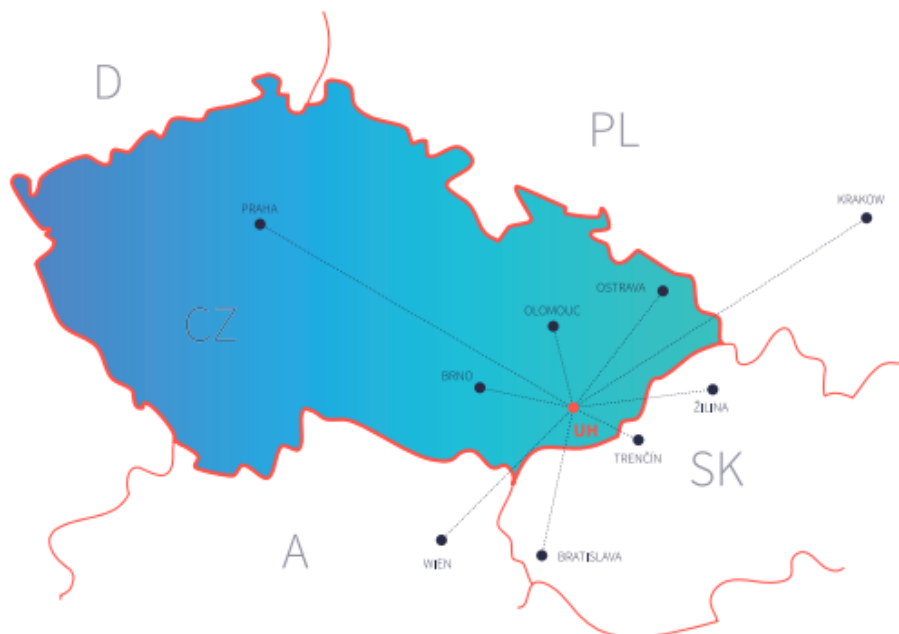 D
PL
KRAKOW
PRAHA
OSTRAVA
OLOMOUC
CZ
BRNO
ŽILINA
UH
TRENČÍN
SK
A
WIEN
BRATISLAVA